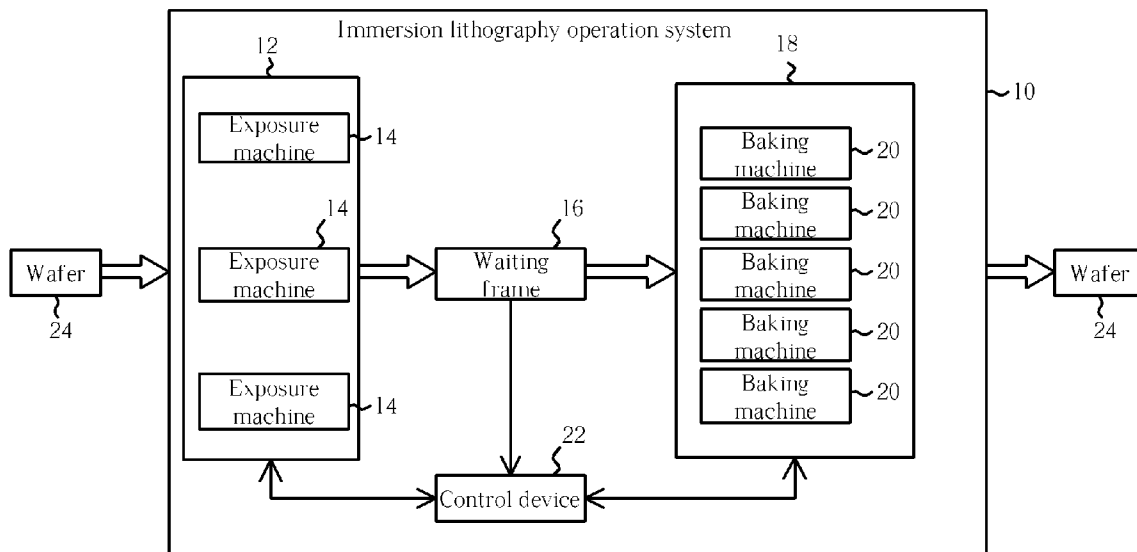 Immersion lithography operation system
12
18
10
Exposure
machine
14
Baking
machine
20
Baking
machine
20
14
16
Wafer
24
Exposure
machine
Waiting
frame
Baking
machine
20
Wafer
24
Baking
machine
20
Exposure
machine
14
Baking
machine
20
22
Control device